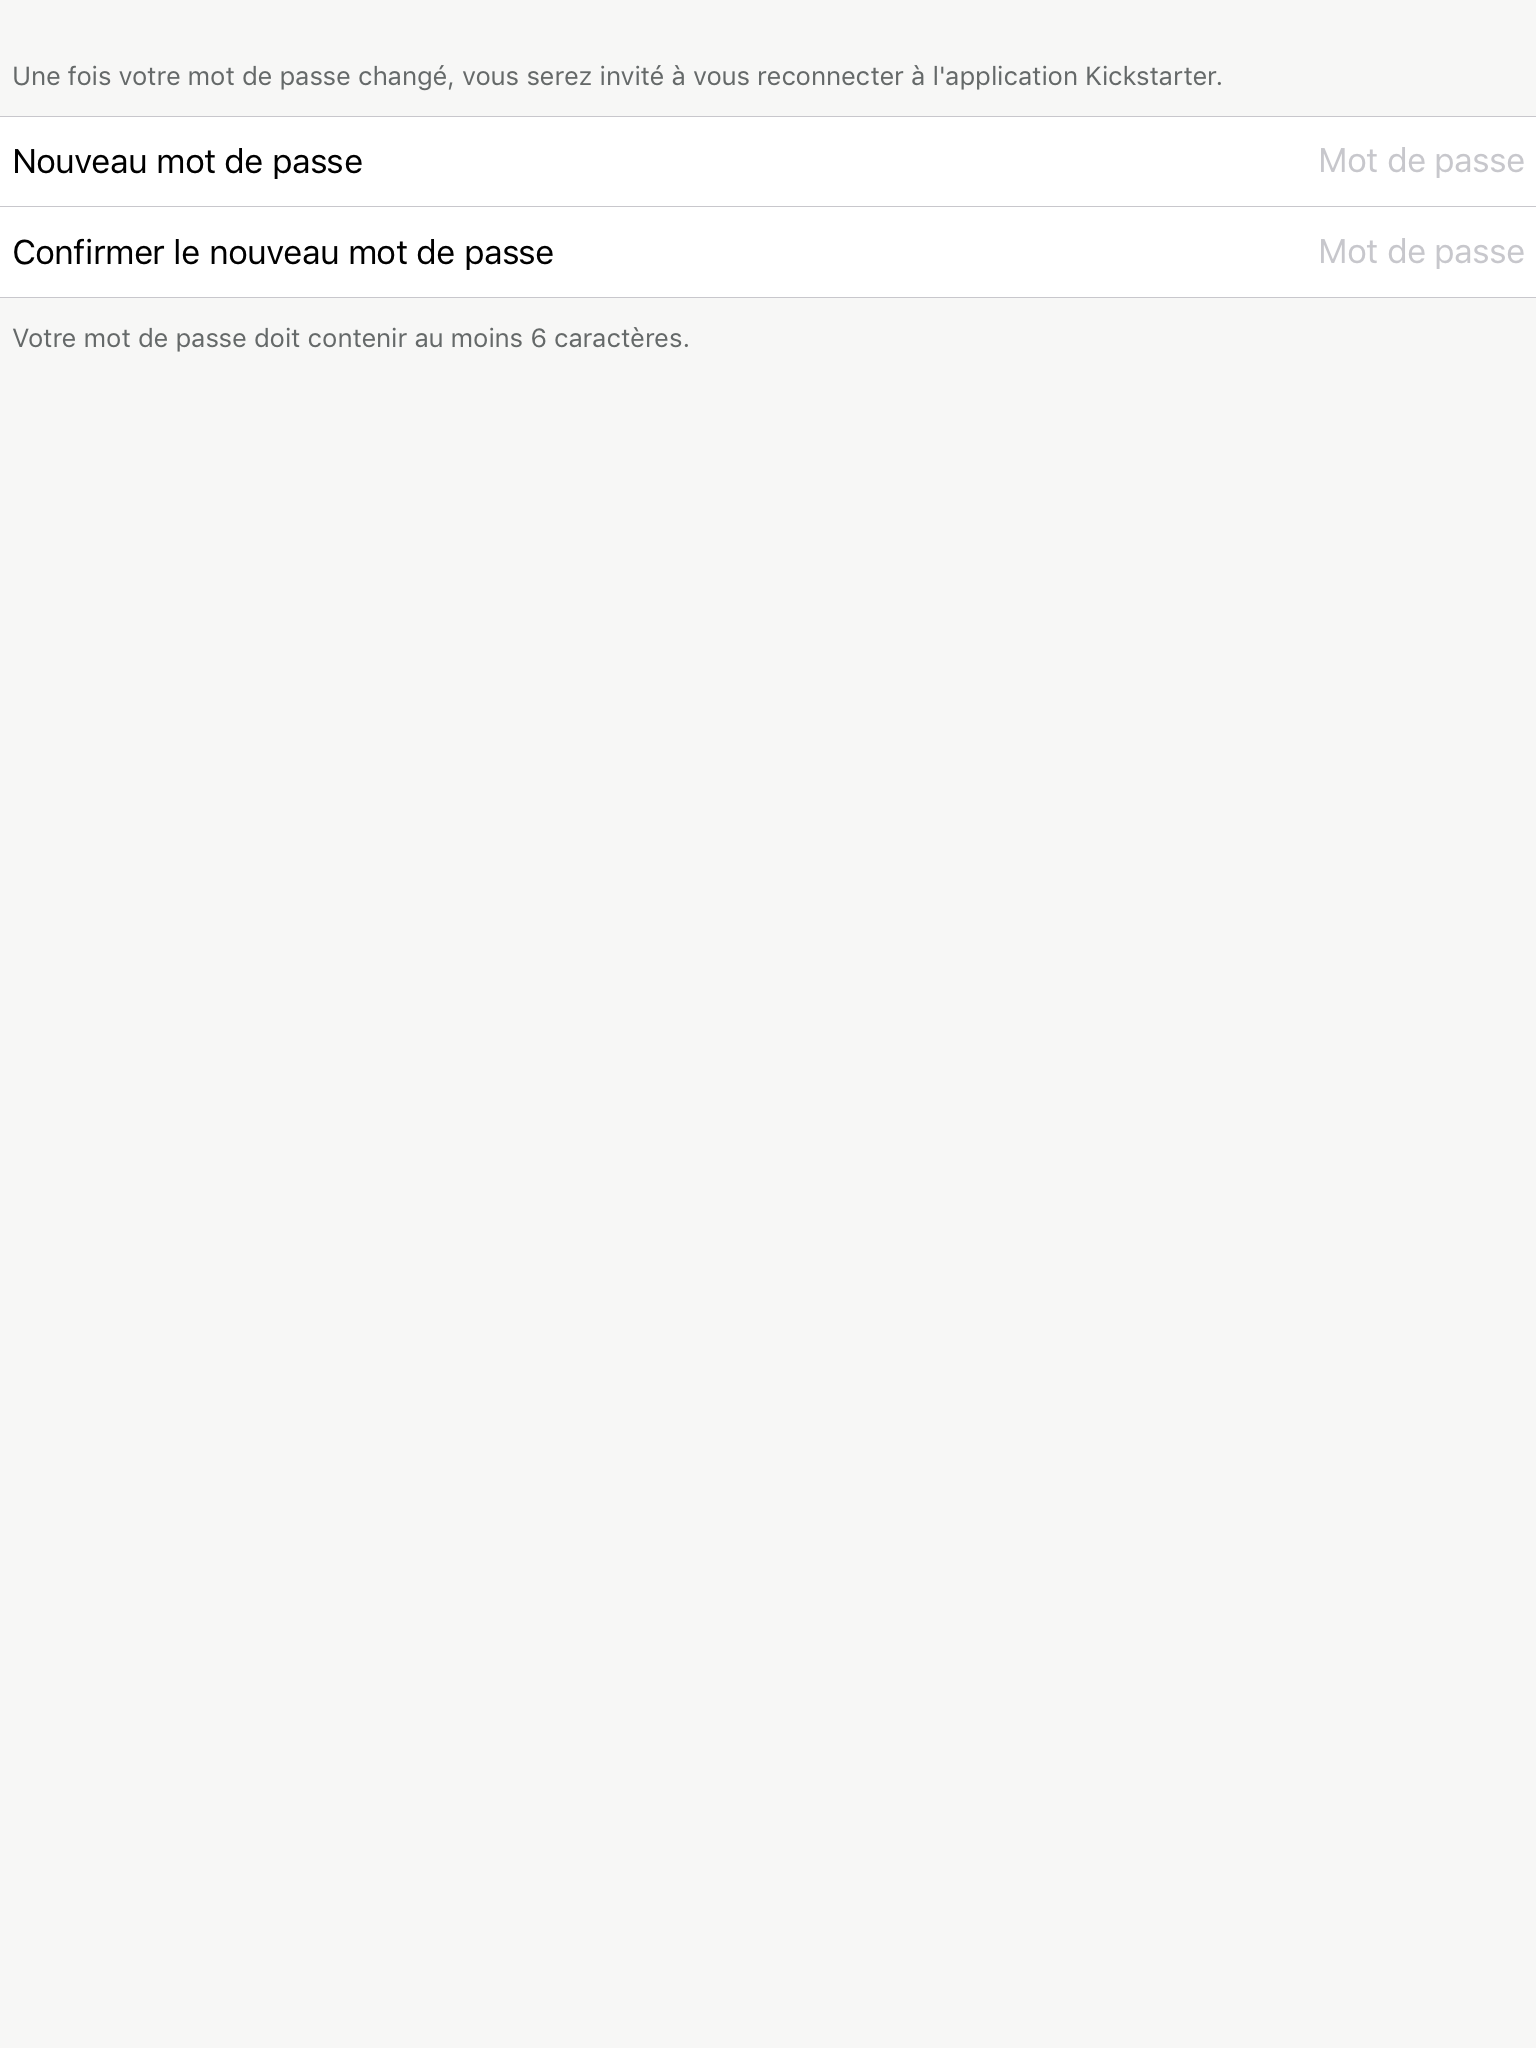 Une fois votre mot de passe changé, vous serez invité à vous reconnecter à l'application Kickstarter.
Nouveau mot de passe Mot de passe
Confirmer le nouveau mot de passe Mot de passe
Votre mot de passe doit contenir au moins 6 caractères.